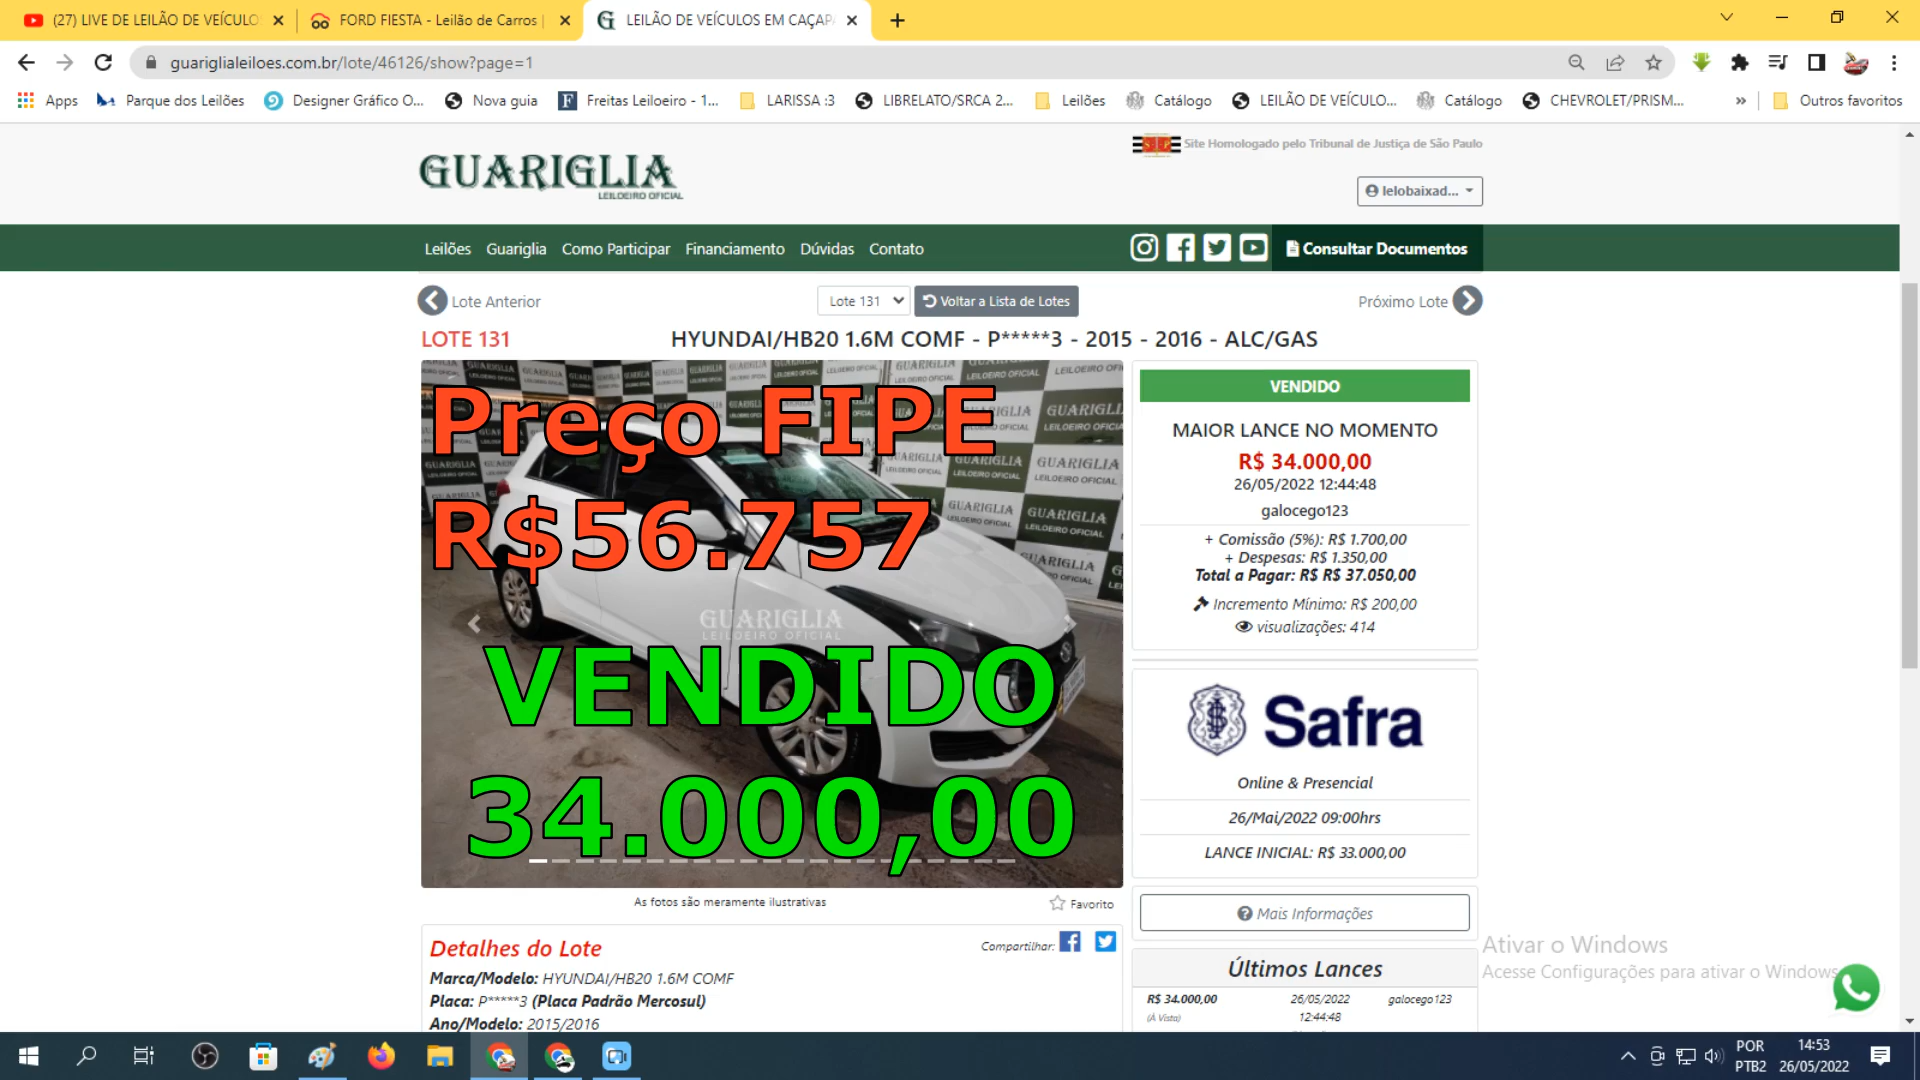 (27) LIVE DE LEILÃO DE VEÍCULO
FORD FIESTA - Leilão de Carros
LEILÃO DE VEÍCULOS EM CAÇAPA
guariglialeiloes.com.br/lote/46126/show?page=1
Apps
Parque dos Leilões
Designer Gráfico O...
Nova guia
Freitas Leiloeiro - 1...
LARISSA :3
LIBRELATO/SRCA 2...
Leilões
Catálogo
LEILÃO DE VEÍCULO...
Catálogo
CHEVROLET/PRISM...
»
Outros favoritos
GUARIGLIA
LEILOEIRO OFICIAL
Site Homologado pelo Tribunal de Justiça de São Paulo
lelobaixad...
Leilões Guariglia Como Participar Financiamento Dúvidas Contato
Consultar Documentos
Lote Anterior
Lote 131
Voltar a Lista de Lotes
Próximo Lote
LOTE 131
HYUNDAI/HB20 1.6M COMF - P*****3 - 2015 - 2016 - ALC/GAS
Preço FIPE
R$56.757
GUARIGLIA
LEILOEIRO OFICIAL
VENDIDO
34.000,00
VENDIDO
MAIOR LANCE NO MOMENTO
R$ 34.000,00
26/05/2022 12:44:48
galocego123
+ Comissão (5%): R$ 1.700,00
+ Despesas: R$ 1.350,00
Total a Pagar: R$ R$ 37.050,00
Incremento Mínimo: R$ 200,00
visualizações: 414
Safra
Online & Presencial
26/Mai/2022 09:00hrs
LANCE INICIAL: R$ 33.000,00
Mais Informações
As fotos são meramente ilustrativas
Favorito
Detalhes do Lote
Compartilhar:
Marca/Modelo: HYUNDAI/HB20 1.6M COMF
Placa: P*****3 (Placa Padrão Mercosul)
Ano/Modelo: 2015/2016
Últimos Lances
R$ 34.000,00 26/05/2022 galocego123
(Á Vista) 12:44:48
Ativar o Windows
Acesse Configurações para ativar o Windows
POR
PTB2
14:53
26/05/2022